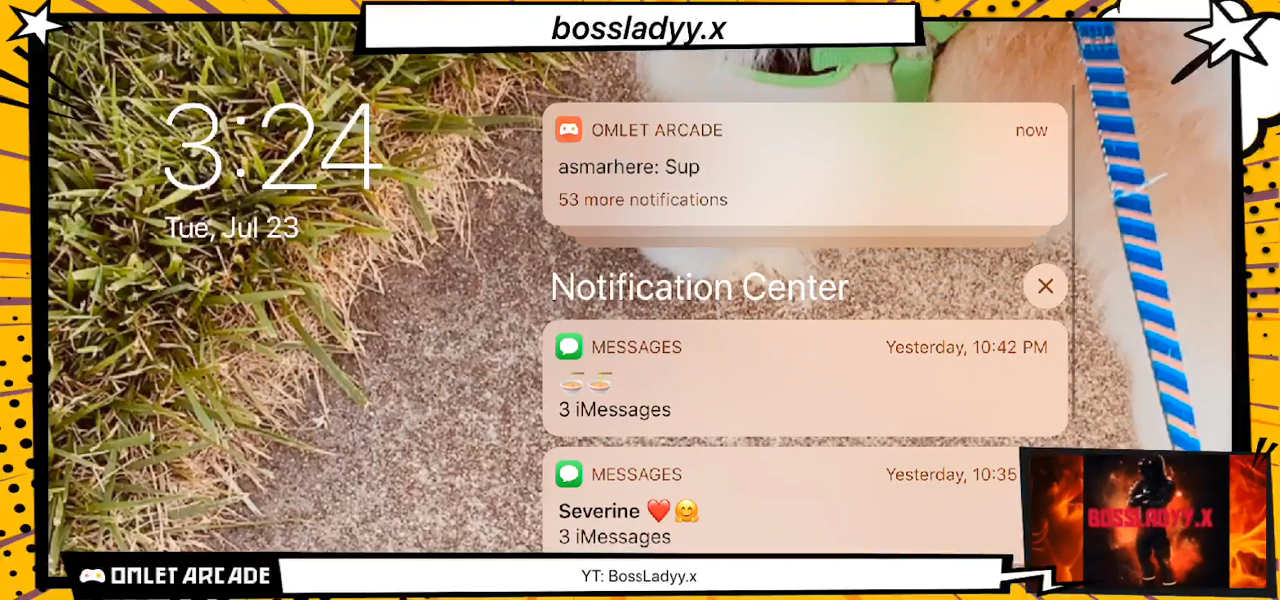 bossladyy.x
3:24
Tue, Jul 23
OMLET ARCADE
now
asmarhere: Sup
53 more notifications
Notification Center
MESSAGES
Yesterday, 10:42 PM
🍜🍜
3 iMessages
MESSAGES
Yesterday, 10:35
Severine ❤️🤗
3 iMessages
BOSSLADYY.X
OMLET ARCADE
YT: BossLadyy.x